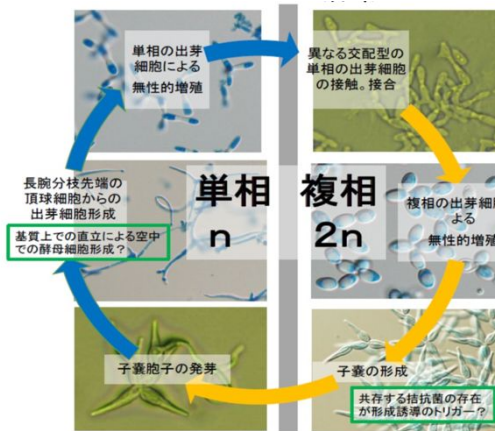 単相の出芽
細胞による
無性的増殖
異なる交配型の
単相の出芽細胞
の接触。接合
長腕分枝先端の
頂球細胞からの
出芽細胞形成
基質上での直立による空中
での酵母細胞形成？
単相
n
複相
2n
複相の出芽細
よる
無性的増殖
子嚢胞子の発芽
子嚢の形成
共存する拮抗菌の存在
が形成誘導のトリガー？